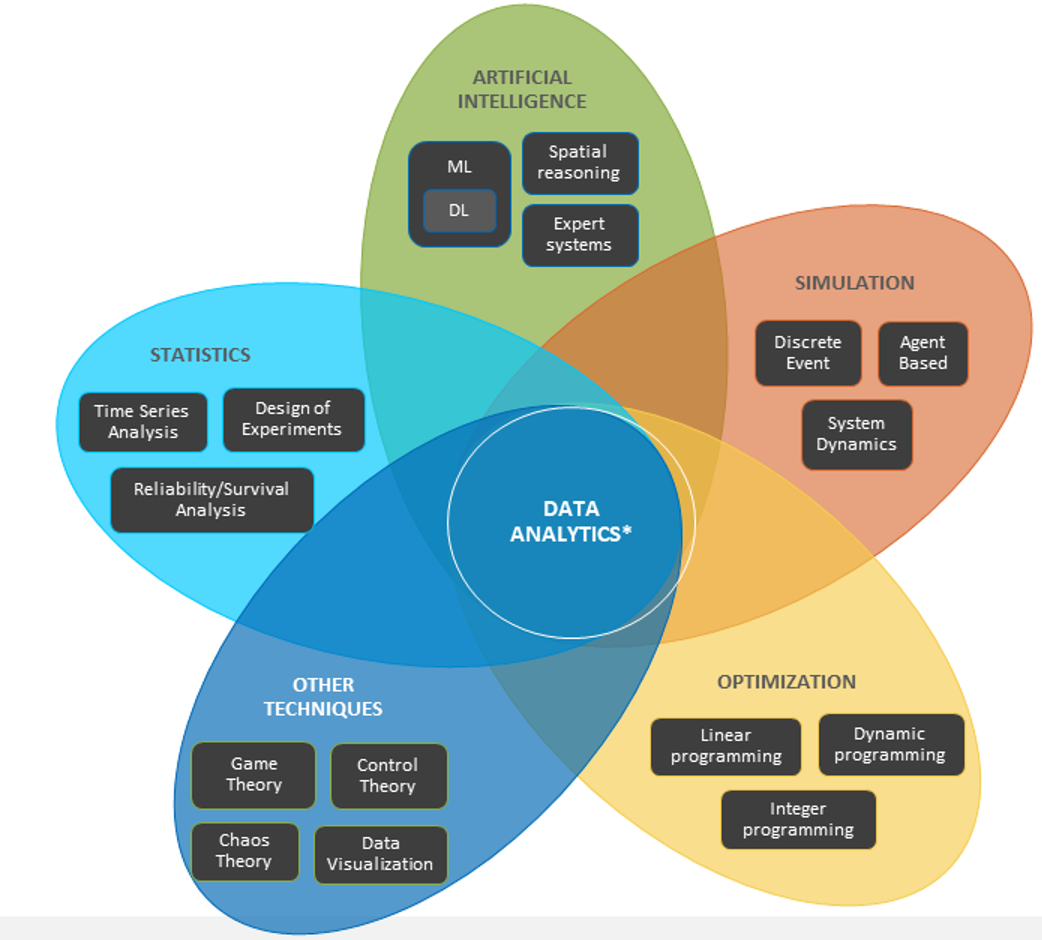 ARTIFICIAL
INTELLIGENCE
ML
DL
Spatial
reasoning
Expert
systems
SIMULATION
Discrete
Event
Agent
Based
System
Dynamics
STATISTICS
Time Series
Analysis
Design of
Experiments
Reliability/Survival
Analysis
DATA
ANALYTICS*
OTHER
TECHNIQUES
Game
Theory
Control
Theory
Chaos
Theory
Data
Visualization
OPTIMIZATION
Linear
programming
Dynamic
programming
Integer
programming